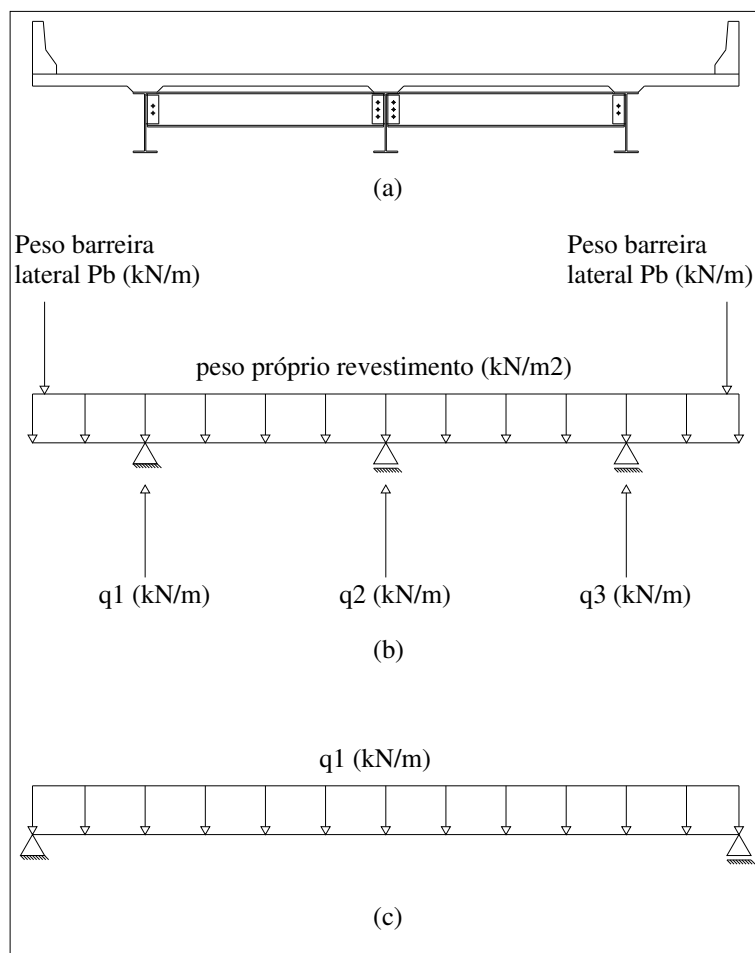 (a)
Peso barreira
lateral Pb (kN/m)
Peso barreira
lateral Pb (kN/m)
peso próprio revestimento (kN/m2)
q1 (kN/m)
q2 (kN/m)
q3 (kN/m)
(b)
q1 (kN/m)
(c)